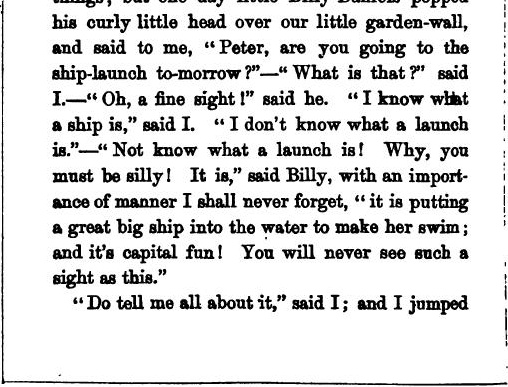 things; but one day little Billy Daniels popped
his curly little head over our little garden-wall,
and said to me, “Peter, are you going to the
ship-launch to-morrow?”—“What is that?” said
I.—“Oh, a fine sight!” said he. “I know what
a ship is,” said I. “I don't know what a launch
is.”—“Not know what a launch is! Why, you
must be silly! It is,” said Billy, with an import-
ance of manner I shall never forget, “it is putting
a great big ship into the water to make her swim;
and it's capital fun! You will never see such a
sight as this.”
“Do tell me all about it,” said I; and I jumped